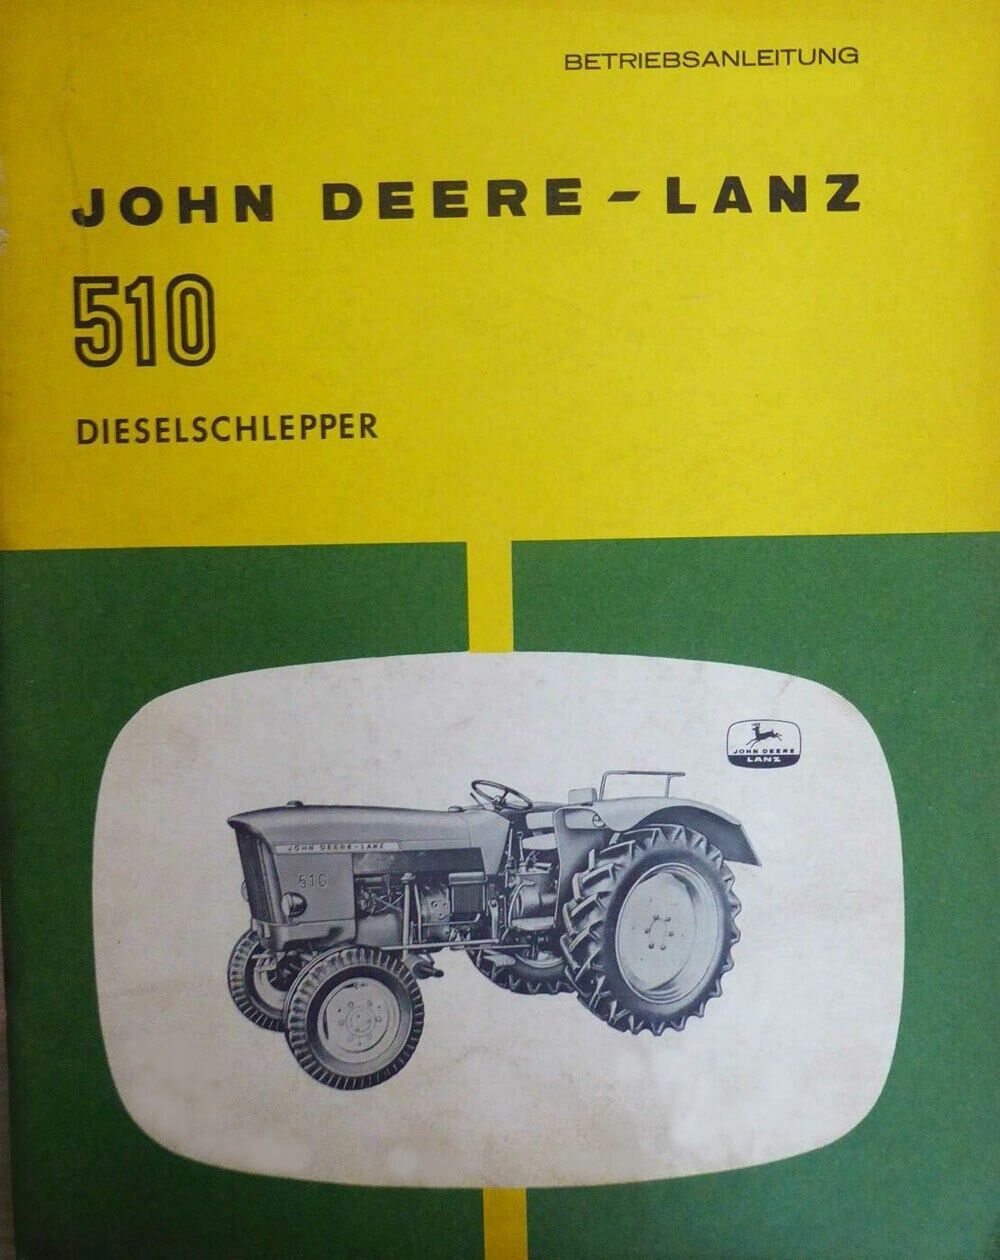 BETRIEBSANLEITUNG
JOHN DEERE-LANZ
510
DIESELSCHLEPPER
JOHN DEERE
LANZ
JOHN DEERE-LANZ
510